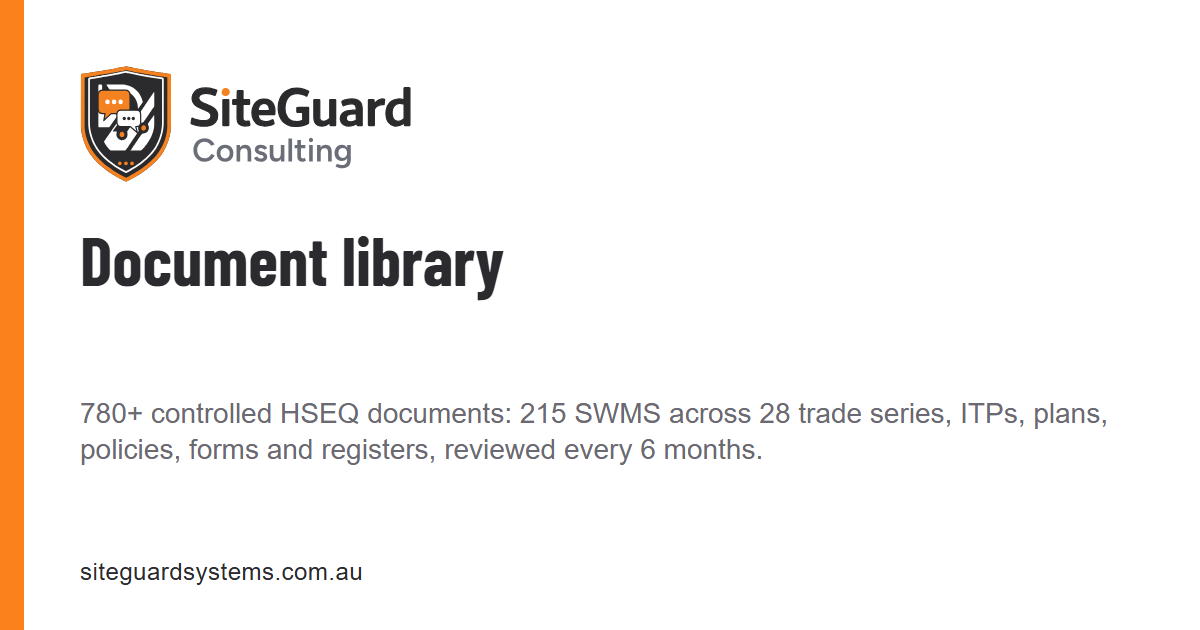 SiteGuard
Consulting
Document library
780+ controlled HSEQ documents: 215 SWMS across 28 trade series, ITPs, plans,
policies, forms and registers, reviewed every 6 months.
siteguardsystems.com.au